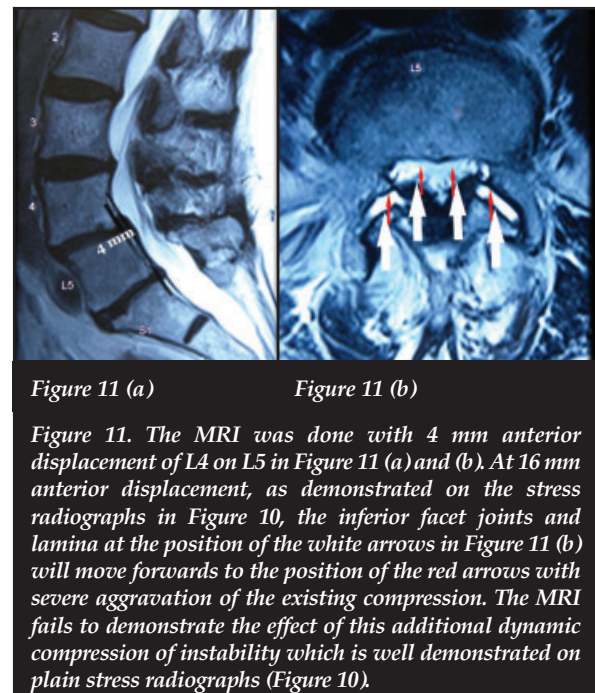 2
3
4
4 mm
L5
S1
L5
Figure 11 (a) Figure 11 (b)
Figure 11. The MRI was done with 4 mm anterior
displacement of L4 on L5 in Figure 11 (a) and (b). At 16 mm
anterior displacement, as demonstrated on the stress
radiographs in Figure 10, the inferior facet joints and
lamina at the position of the white arrows in Figure 11 (b)
will move forwards to the position of the red arrows with
severe aggravation of the existing compression. The MRI
fails to demonstrate the effect of this additional dynamic
compression of instability which is well demonstrated on
plain stress radiographs (Figure 10).